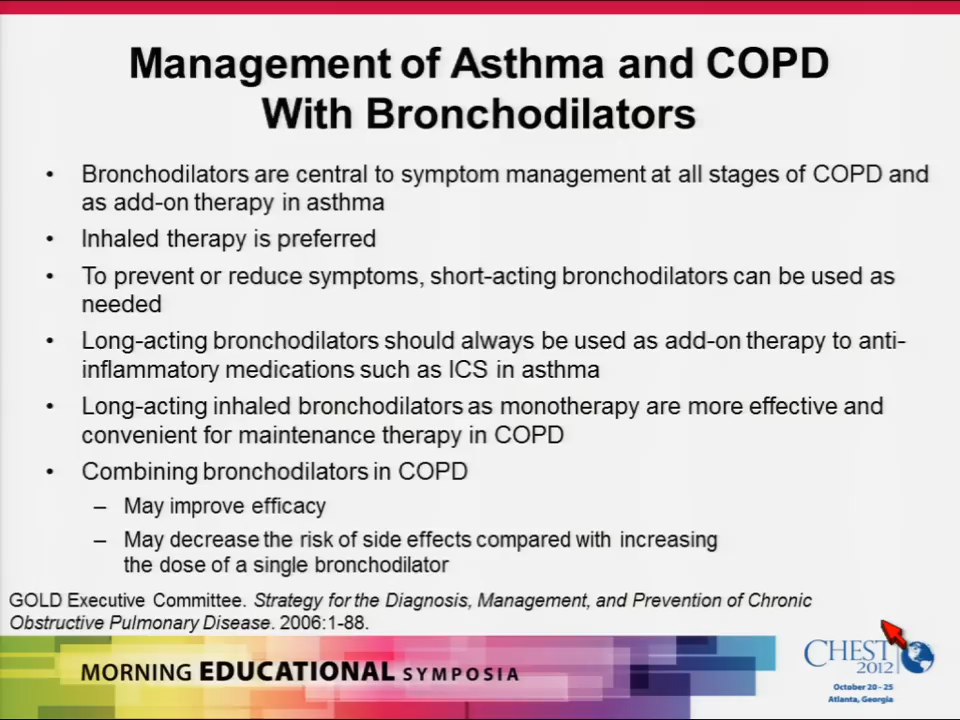 Management of Asthma and COPD
With Bronchodilators
• Bronchodilators are central to symptom management at all stages of COPD and
as add-on therapy in asthma
• Inhaled therapy is preferred
• To prevent or reduce symptoms, short-acting bronchodilators can be used as
needed
• Long-acting bronchodilators should always be used as add-on therapy to anti-
inflammatory medications such as ICS in asthma
• Long-acting inhaled bronchodilators as monotherapy are more effective and
convenient for maintenance therapy in COPD
• Combining bronchodilators in COPD
– May improve efficacy
– May decrease the risk of side effects compared with increasing
the dose of a single bronchodilator
GOLD Executive Committee. Strategy for the Diagnosis, Management, and Prevention of Chronic
Obstructive Pulmonary Disease. 2006:1-88.
MORNING EDUCATIONAL SYMPOSIA
CHEST
2012
October 20 - 25
Atlanta, Georgia